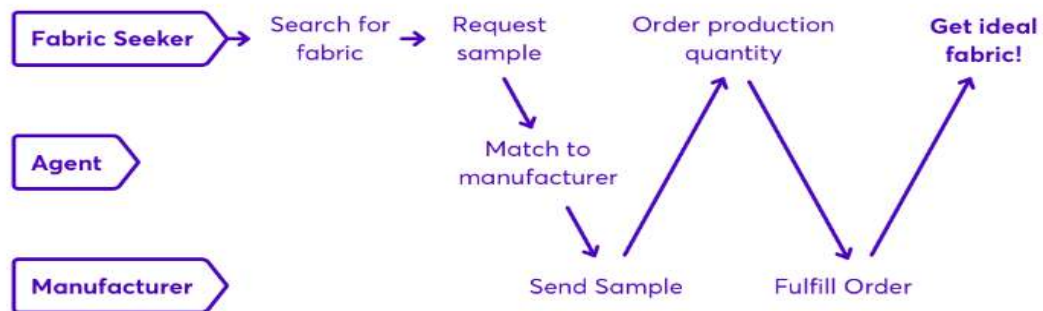 Fabric Seeker
Search for
fabric
Request
sample
Order production
quantity
Get ideal
fabric!
Agent
Match to
manufacturer
Manufacturer
Send Sample
Fulfill Order